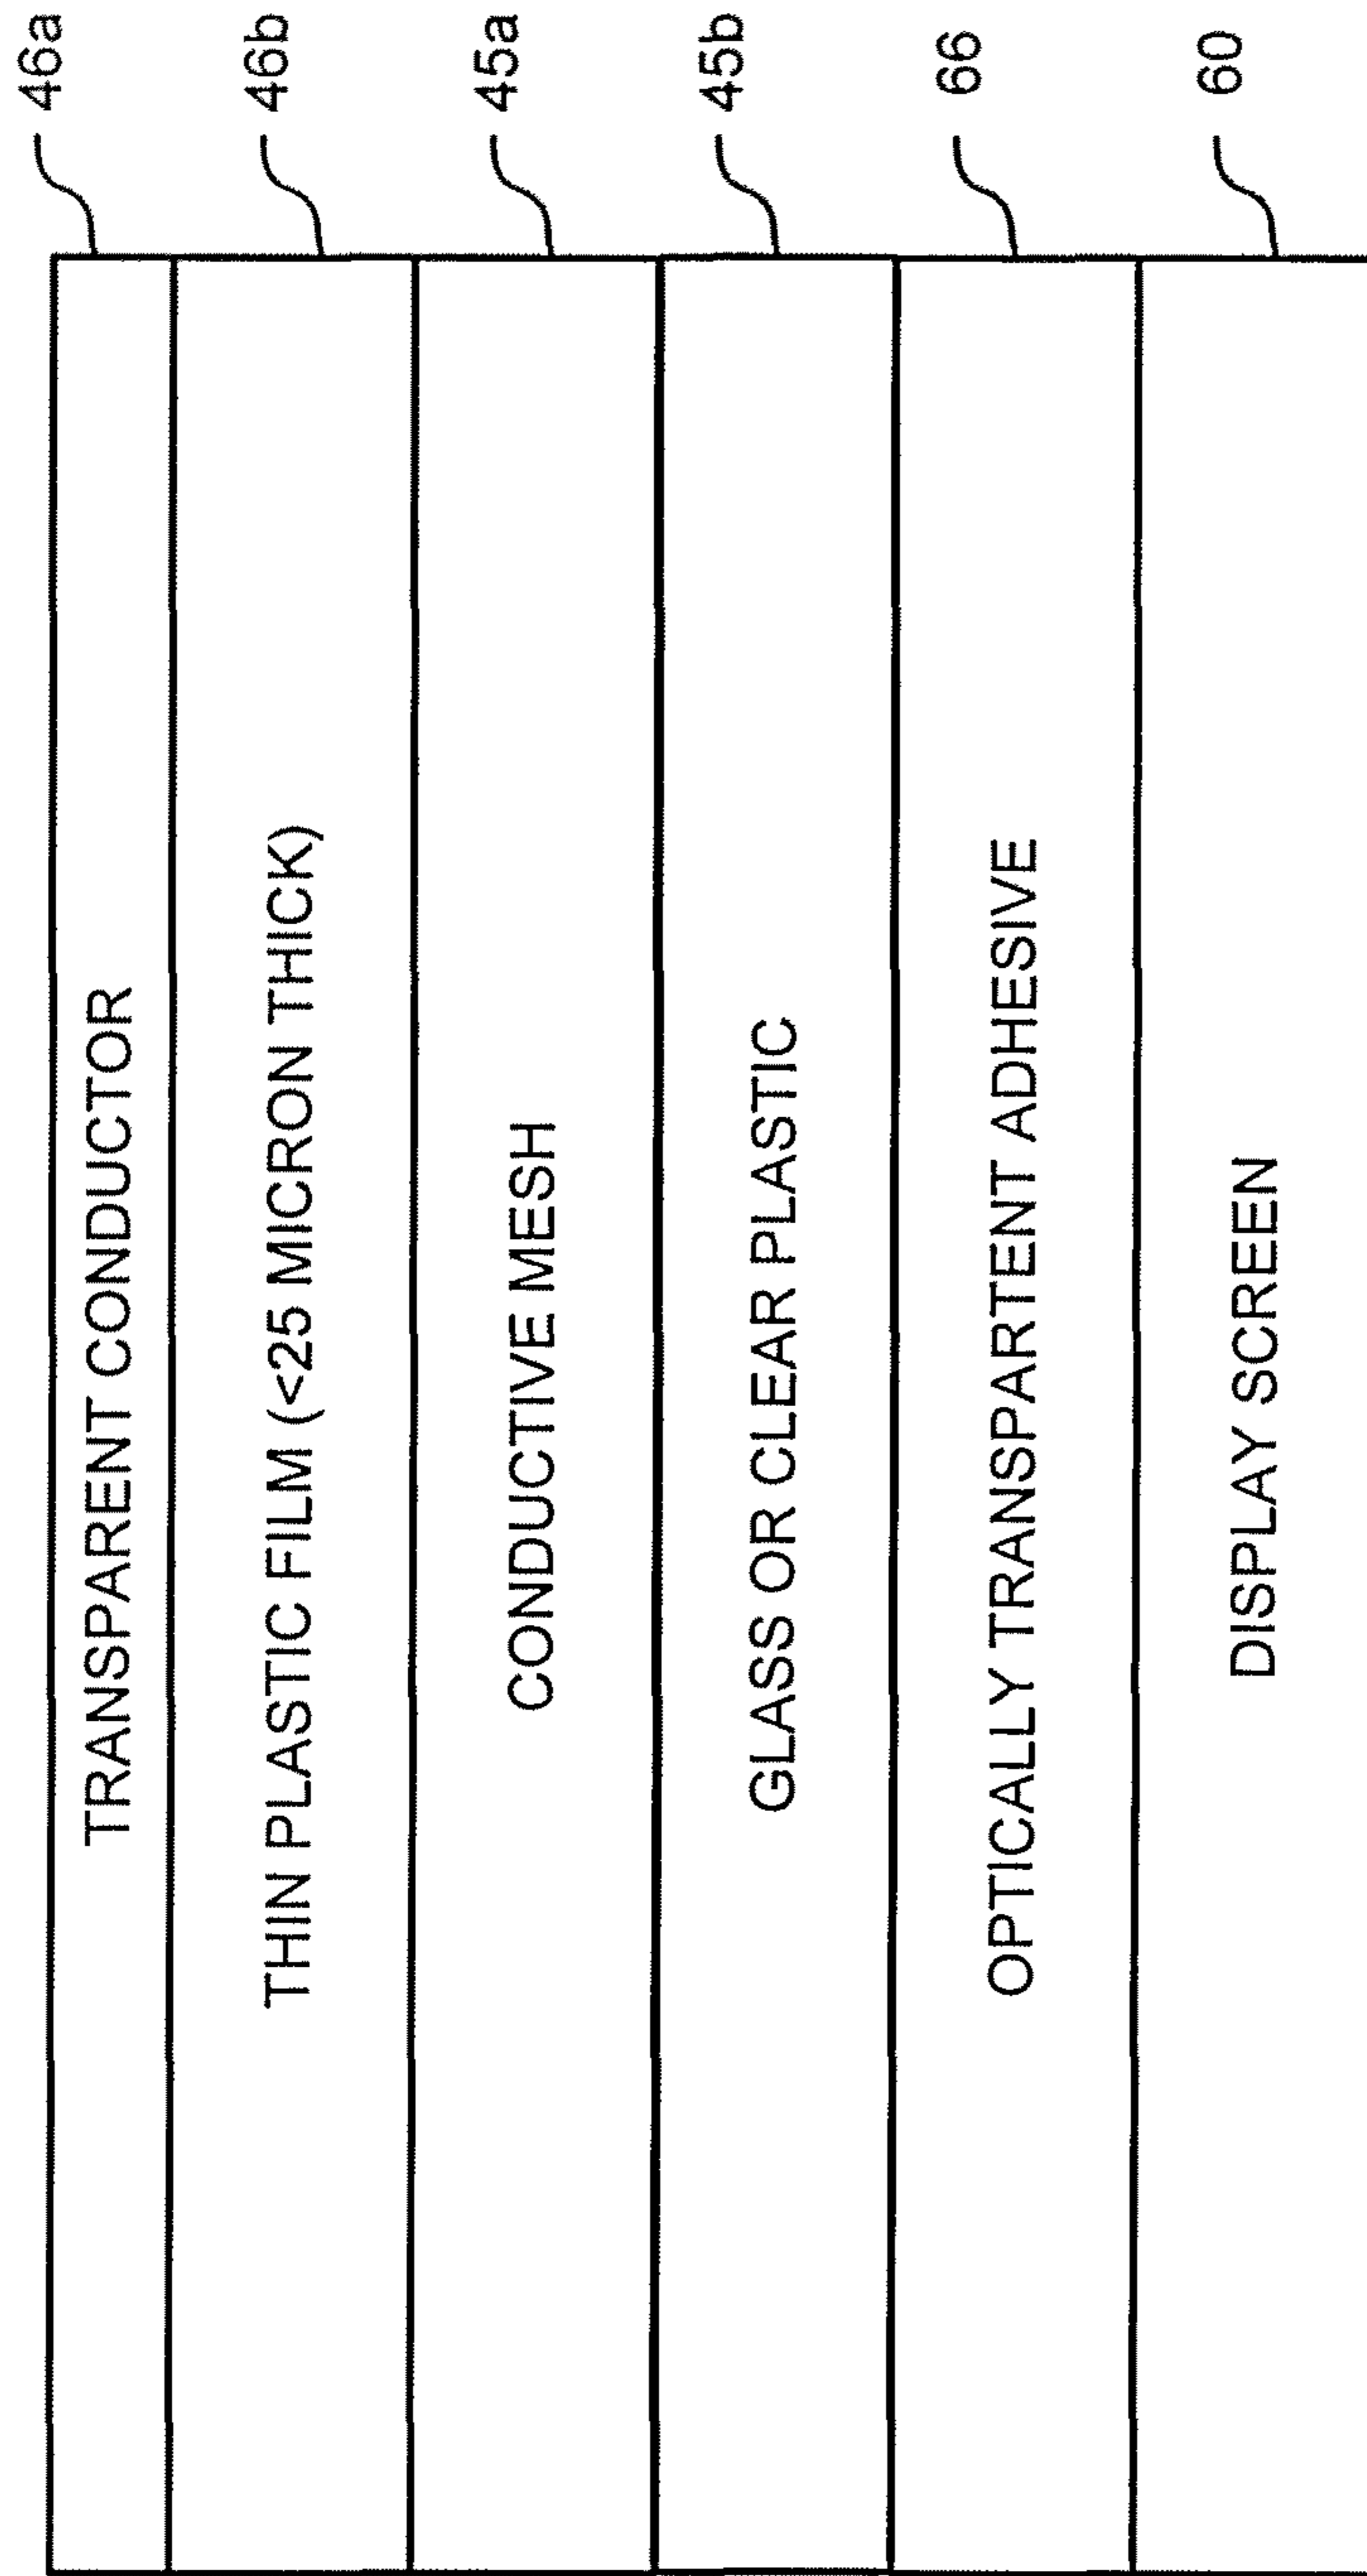 TRANSPARENT CONDUCTOR 46a
THIN PLASTIC FILM (<25 MICRON THICK) 46b
CONDUCTIVE MESH 45a
GLASS OR CLEAR PLASTIC 45b
OPTICALLY TRANSPARTENT ADHESIVE 66
DISPLAY SCREEN 60